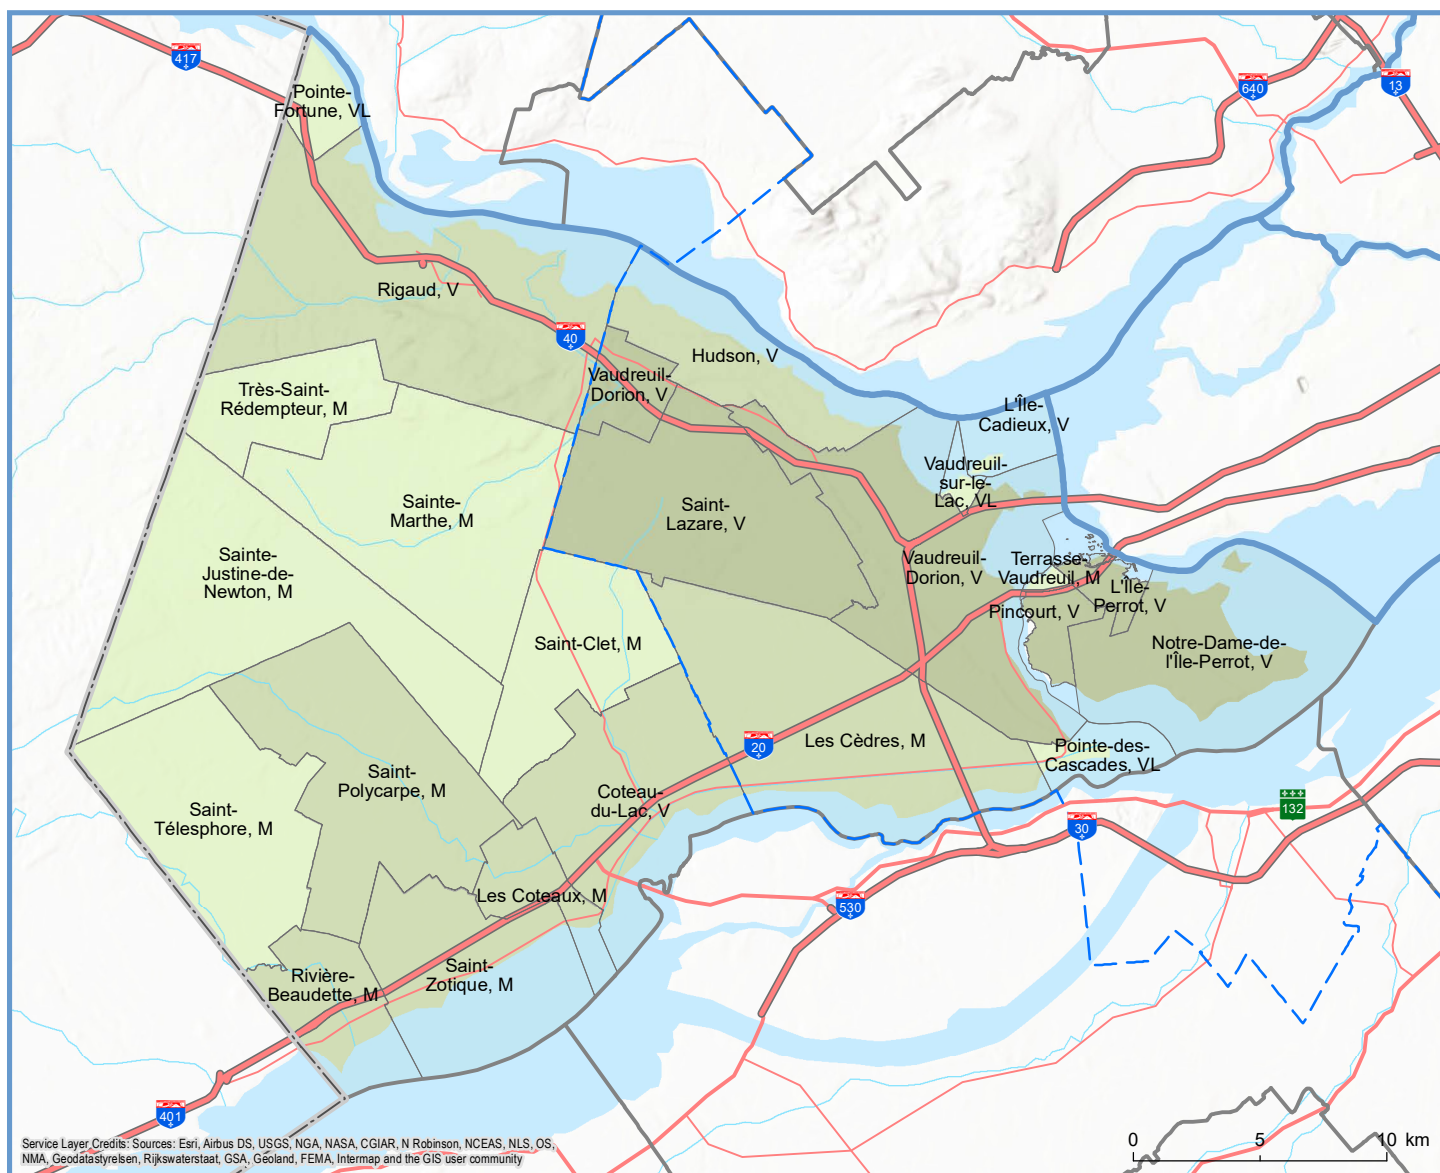 417
Pointe-
Fortune, VL
640
13
Rigaud, V
40
Hudson, V
Vaudreuil-
Dorion, V
Très-Saint-
Rédempteur, M
L'Île-
Cadieux, V
Vaudreuil-
sur-le-
Lac, VL
Sainte-
Marthe, M
Saint-
Lazare, V
Sainte-
Justine-de-
Newton, M
Vaudreuil-
Dorion, V
Terrasse-
Vaudreuil, M
L'Île-
Perrot, V
Pincourt, V
Saint-Clet, M
Notre-Dame-de-
l'Île-Perrot, V
20
Les Cèdres, M
Pointe-des-
Cascades, VL
Saint-
Polycarpe, M
Coteau-
du-Lac, V
Saint-
Télesphore, M
132
30
Les Coteaux, M
530
Saint-
Zotique, M
Rivière-
Beaudette, M
401
Service Layer Credits: Sources: Esri, Airbus DS, USGS, NGA, NASA, CGIAR, N Robinson, NCEAS, NLS, OS,
NMA, Geodatastyrelsen, Rijkswaterstaat, GSA, Geoland, FEMA, Intermap and the GIS user community
0 5 10 km